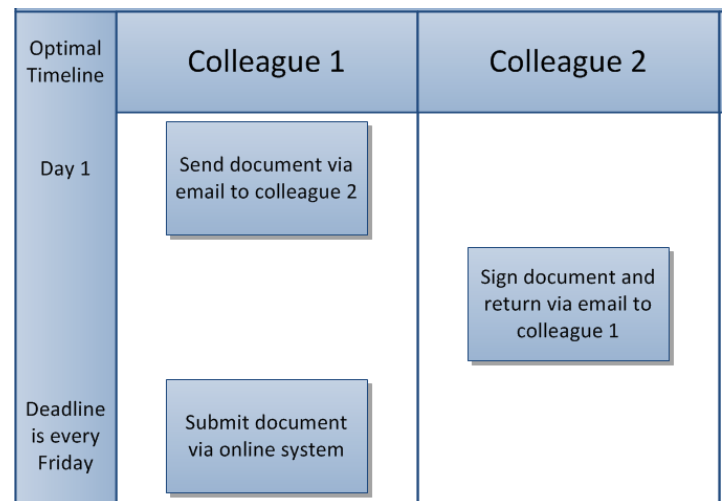 Optimal
Timeline
Colleague 1
Colleague 2
Day 1
Send document via
email to colleague 2
Sign document and
return via email to
colleague 1
Deadline
is every
Friday
Submit document
via online system